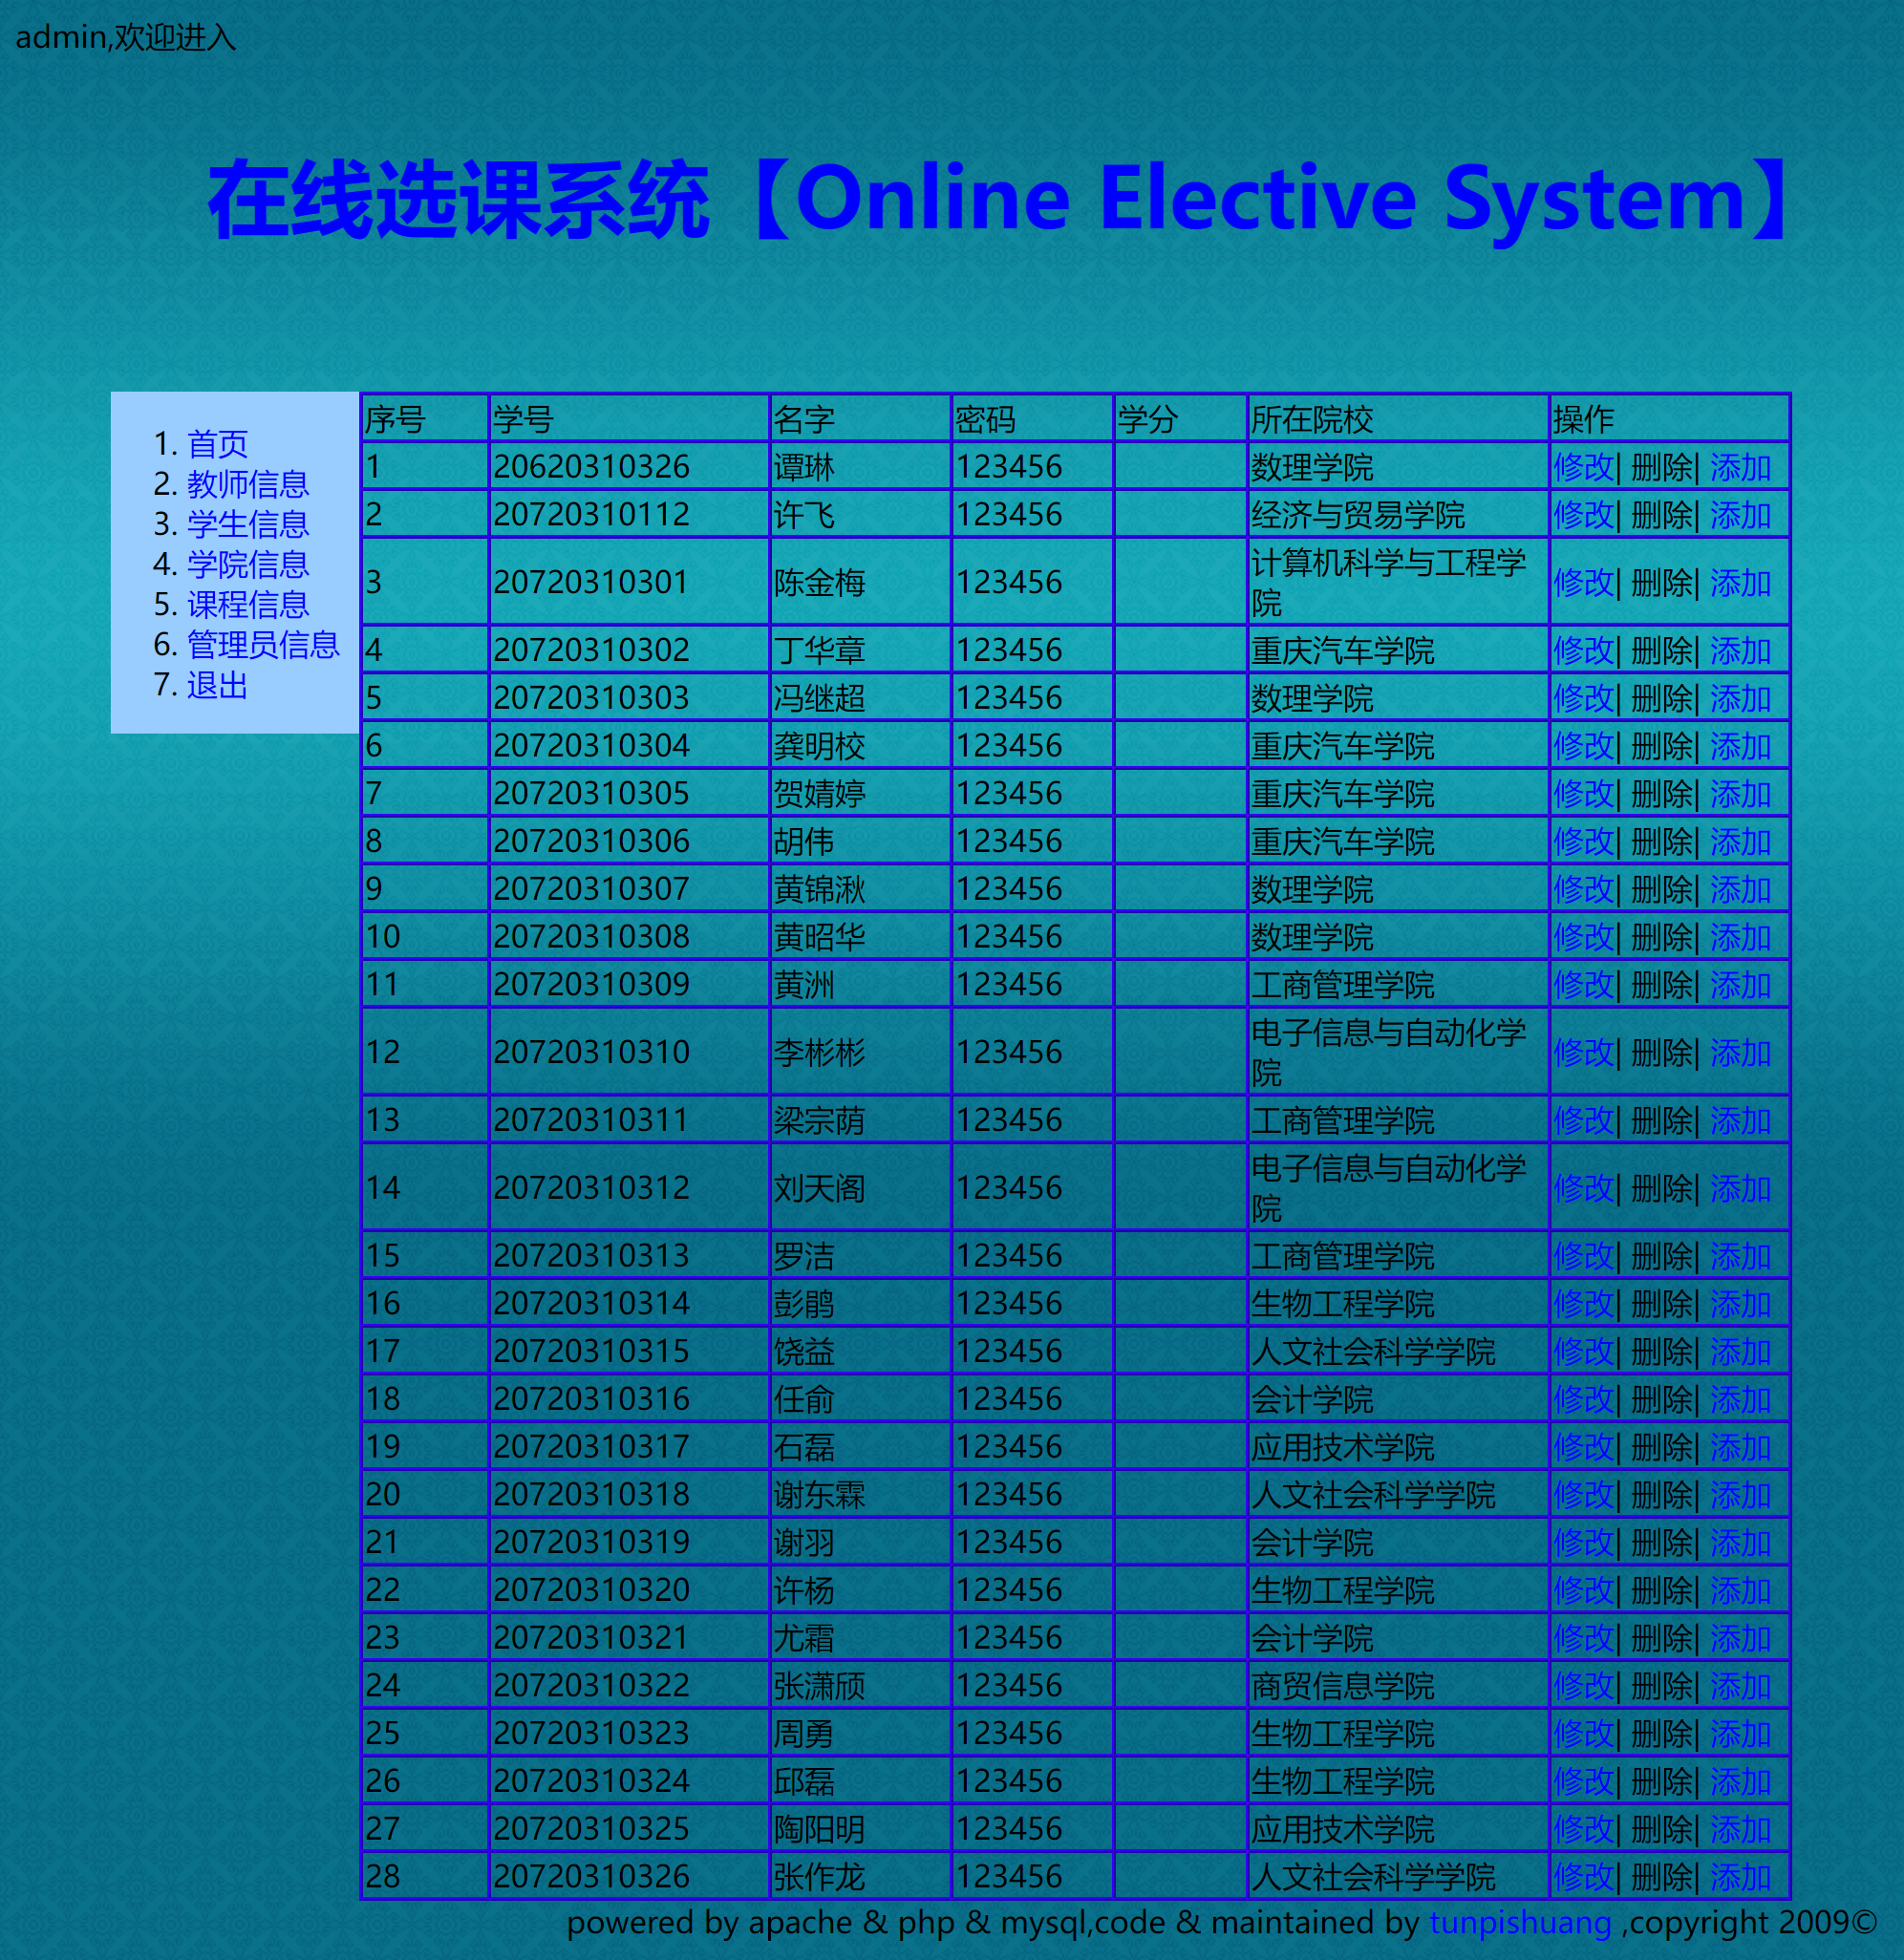 admin,欢迎进入
在线选课系统【Online Elective System】
1. 首页
2. 教师信息
3. 学生信息
4. 学院信息
5. 课程信息
6. 管理员信息
7. 退出
序号 学号 名字 密码 学分 所在院校 操作
1 20620310326 谭琳 123456 数理学院 修改| 删除| 添加
2 20720310112 许飞 123456 经济与贸易学院 修改| 删除| 添加
3 20720310301 陈金梅 123456 计算机科学与工程学
院 修改| 删除| 添加
4 20720310302 丁华章 123456 重庆汽车学院 修改| 删除| 添加
5 20720310303 冯继超 123456 数理学院 修改| 删除| 添加
6 20720310304 龚明校 123456 重庆汽车学院 修改| 删除| 添加
7 20720310305 贺婧婷 123456 重庆汽车学院 修改| 删除| 添加
8 20720310306 胡伟 123456 重庆汽车学院 修改| 删除| 添加
9 20720310307 黄锦湫 123456 数理学院 修改| 删除| 添加
10 20720310308 黄昭华 123456 数理学院 修改| 删除| 添加
11 20720310309 黄洲 123456 工商管理学院 修改| 删除| 添加
12 20720310310 李彬彬 123456 电子信息与自动化学
院 修改| 删除| 添加
13 20720310311 梁宗荫 123456 工商管理学院 修改| 删除| 添加
14 20720310312 刘天阁 123456 电子信息与自动化学
院 修改| 删除| 添加
15 20720310313 罗洁 123456 工商管理学院 修改| 删除| 添加
16 20720310314 彭鹃 123456 生物工程学院 修改| 删除| 添加
17 20720310315 饶益 123456 人文社会科学学院 修改| 删除| 添加
18 20720310316 任俞 123456 会计学院 修改| 删除| 添加
19 20720310317 石磊 123456 应用技术学院 修改| 删除| 添加
20 20720310318 谢东霖 123456 人文社会科学学院 修改| 删除| 添加
21 20720310319 谢羽 123456 会计学院 修改| 删除| 添加
22 20720310320 许杨 123456 生物工程学院 修改| 删除| 添加
23 20720310321 尤霜 123456 会计学院 修改| 删除| 添加
24 20720310322 张潇颀 123456 商贸信息学院 修改| 删除| 添加
25 20720310323 周勇 123456 生物工程学院 修改| 删除| 添加
26 20720310324 邱磊 123456 生物工程学院 修改| 删除| 添加
27 20720310325 陶阳明 123456 应用技术学院 修改| 删除| 添加
28 20720310326 张作龙 123456 人文社会科学学院 修改| 删除| 添加
powered by apache & php & mysql,code & maintained by tunpishuang ,copyright 2009©